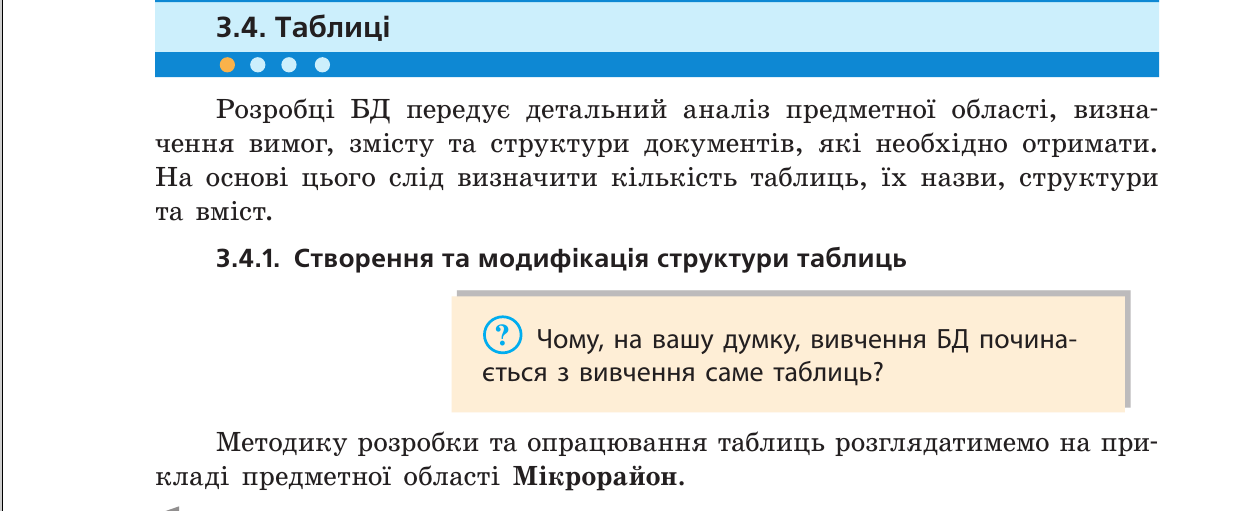 3.4. Таблиці
Розробці БД передує детальний аналіз предметної області, визна-
чення вимог, змісту та структури документів, які необхідно отримати.
На основі цього слід визначити кількість таблиць, їх назви, структури
та вміст.
3.4.1. Створення та модифікація структури таблиць
? Чому, на вашу думку, вивчення БД почина-
ється з вивчення саме таблиць?
Методику розробки та опрацювання таблиць розглядатимемо на при-
кладі предметної області Мікрорайон.